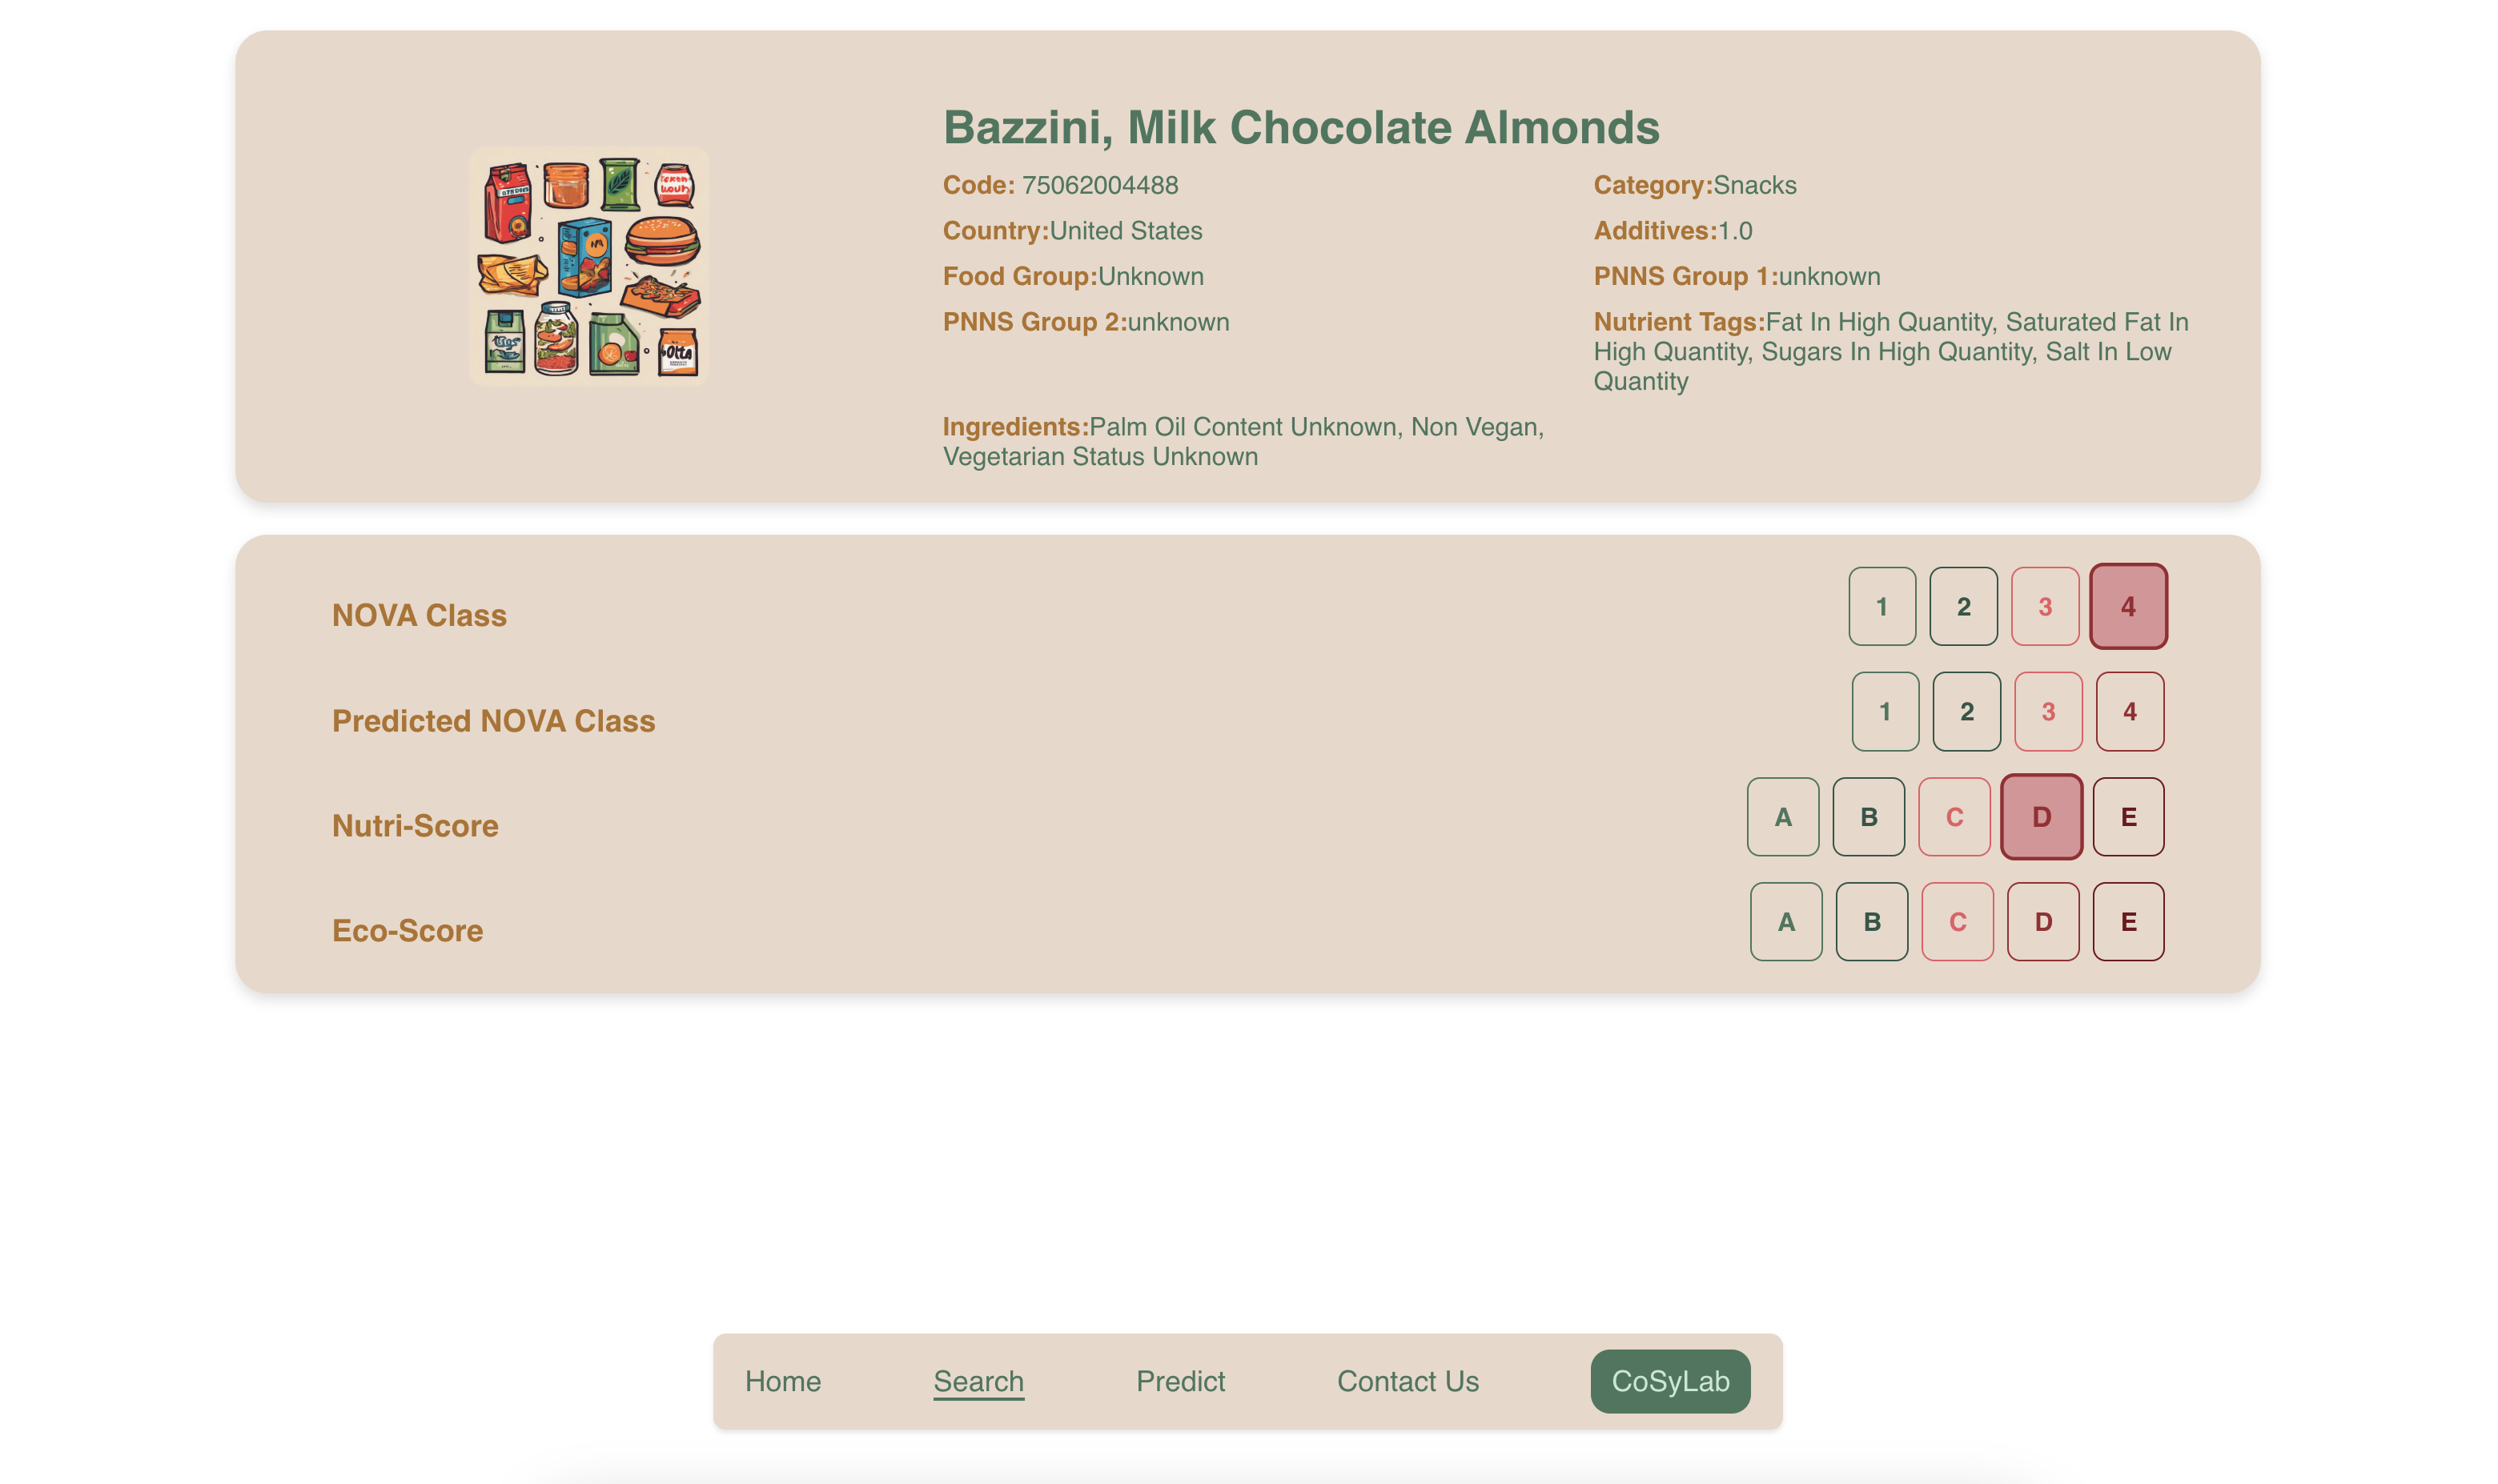 Bazzini, Milk Chocolate Almonds
Code: 75062004488
Category:Snacks
Country:United States
Additives:1.0
Food Group:Unknown
PNNS Group 1:unknown
PNNS Group 2:unknown
Nutrient Tags:Fat In High Quantity, Saturated Fat In
High Quantity, Sugars In High Quantity, Salt In Low
Quantity
Ingredients:Palm Oil Content Unknown, Non Vegan,
Vegetarian Status Unknown
NOVA Class
1 2 3 4
Predicted NOVA Class
1 2 3 4
Nutri-Score
A B C D E
Eco-Score
A B C D E
Home Search Predict Contact Us CoSyLab